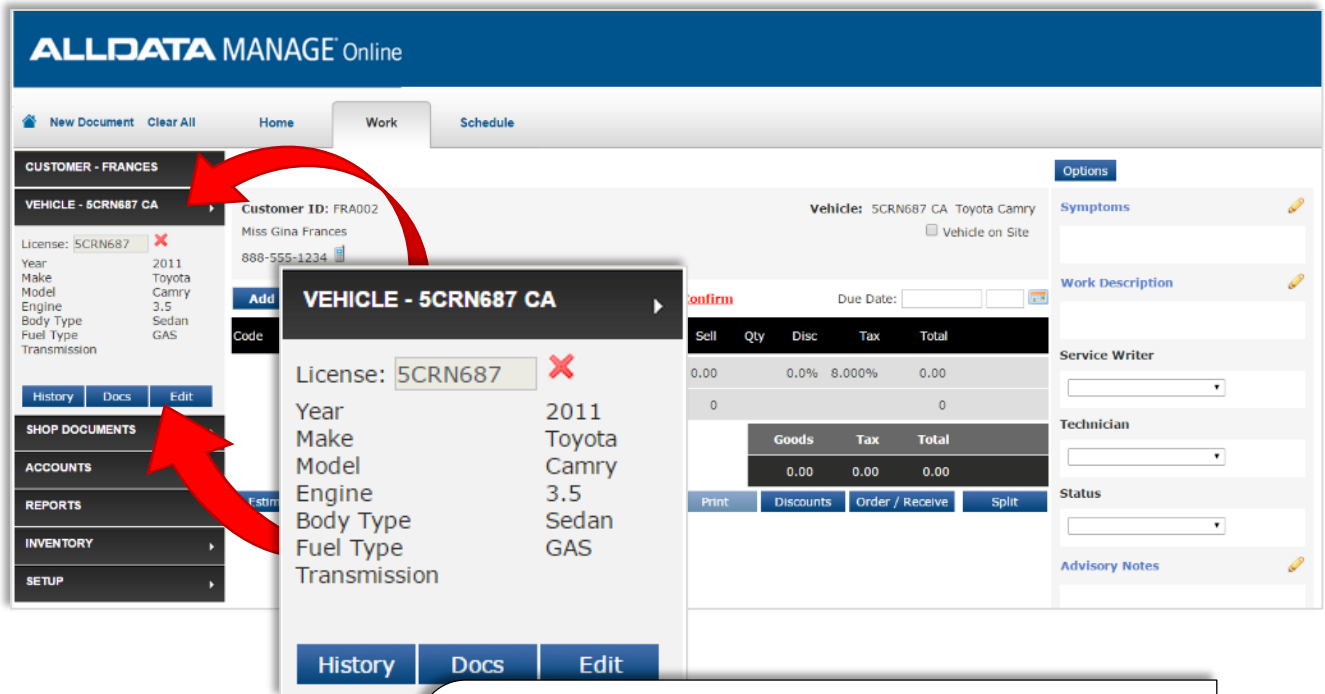 ALLDATA MANAGE Online
New Document Clear All Home Work Schedule
CUSTOMER - FRANCES
VEHICLE - 5CRN687 CA
License: 5CRN687
Year 2011
Make Toyota
Model Camry
Engine 3.5
Body Type Sedan
Fuel Type GAS
Transmission
History Docs Edit
SHOP DOCUMENTS
ACCOUNTS
REPORTS
INVENTORY
SETUP
Customer ID: FRA002 Vehicle: 5CRN687 CA Toyota Camry
Miss Gina Frances Vehicle on Site
888-555-1234
Add Confirm Due Date:
Code Sell Qty Disc Tax Total
0.00 0.0% 8.000% 0.00
0 0
Goods Tax Total
0.00 0.00 0.00
Print Discounts Order / Receive Split
VEHICLE - 5CRN687 CA
License: 5CRN687
Year 2011
Make Toyota
Model Camry
Engine 3.5
Body Type Sedan
Fuel Type GAS
Transmission
History Docs Edit
Options
Symptoms
Work Description
Service Writer
Technician
Status
Advisory Notes